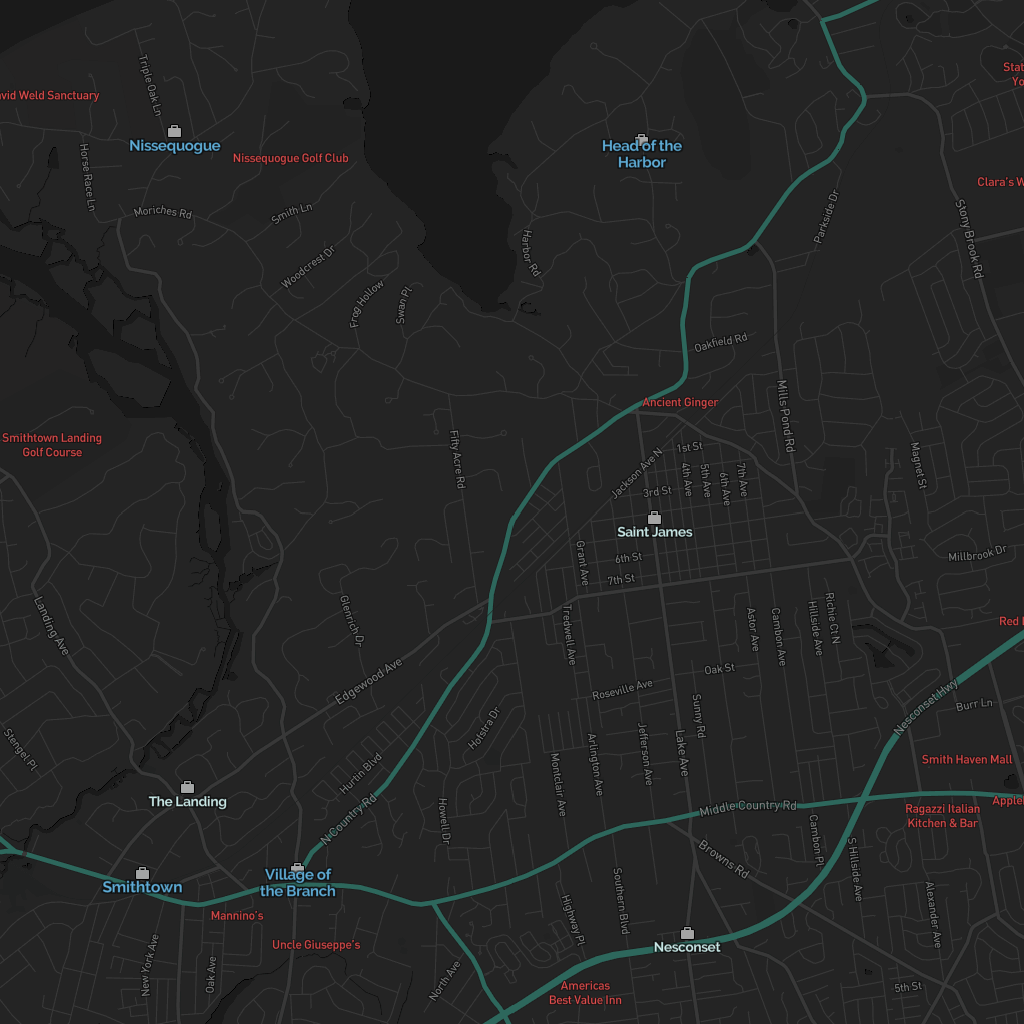 Triple Oak Ln
Stat
Yo
avid Weld Sanctuary
Nissequogue
Nissequogue Golf Club
Head of the
Harbor
Horse Race Ln
Clara's W
Moriches Rd
Smith Ln
Parkside Dr
Stony Brook Rd
Woodcrest Dr
Harbor Rd
Frog Hollow
Swan Pl
Oakfield Rd
Ancient Ginger
Mills Pond Rd
Smithtown Landing
Golf Course
Fifty Acre Rd
1st St
Jackson Ave N
4th Ave
5th Ave
6th Ave
7th Ave
Magnet St
3rd St
Saint James
Grant Ave
6th St
7th St
Millbrook Dr
Landing Ave
Glenrich Dr
Tredwell Ave
Astor Ave
Cambon Ave
Hillside Ave
Richie Ct N
Edgewood Ave
Oak St
Roseville Ave
Sunny Rd
Nesconset Hwy
Burr Ln
Stengel Pl
Hofstra Dr
Jefferson Ave
Lake Ave
Arlington Ave
Montclair Ave
Hurtin Blvd
Smith Haven Mall
The Landing
N Country Rd
Howell Dr
Middle Country Rd
Ragazzi Italian
Kitchen & Bar
Cambon Pl
S Hillside Ave
Browns Rd
Smithtown
Village of
the Branch
Southern Blvd
Highway Pl
Alexander Ave
Mannino's
Uncle Giuseppe's
Nesconset
New York Ave
Oak Ave
North Ave
Americas
Best Value Inn
5th St